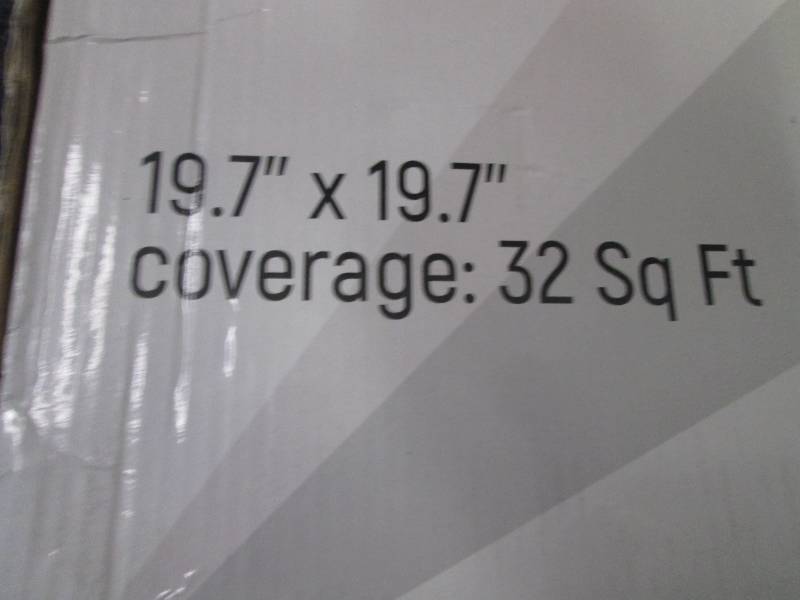 19.7" x 19.7"
coverage: 32 Sq Ft